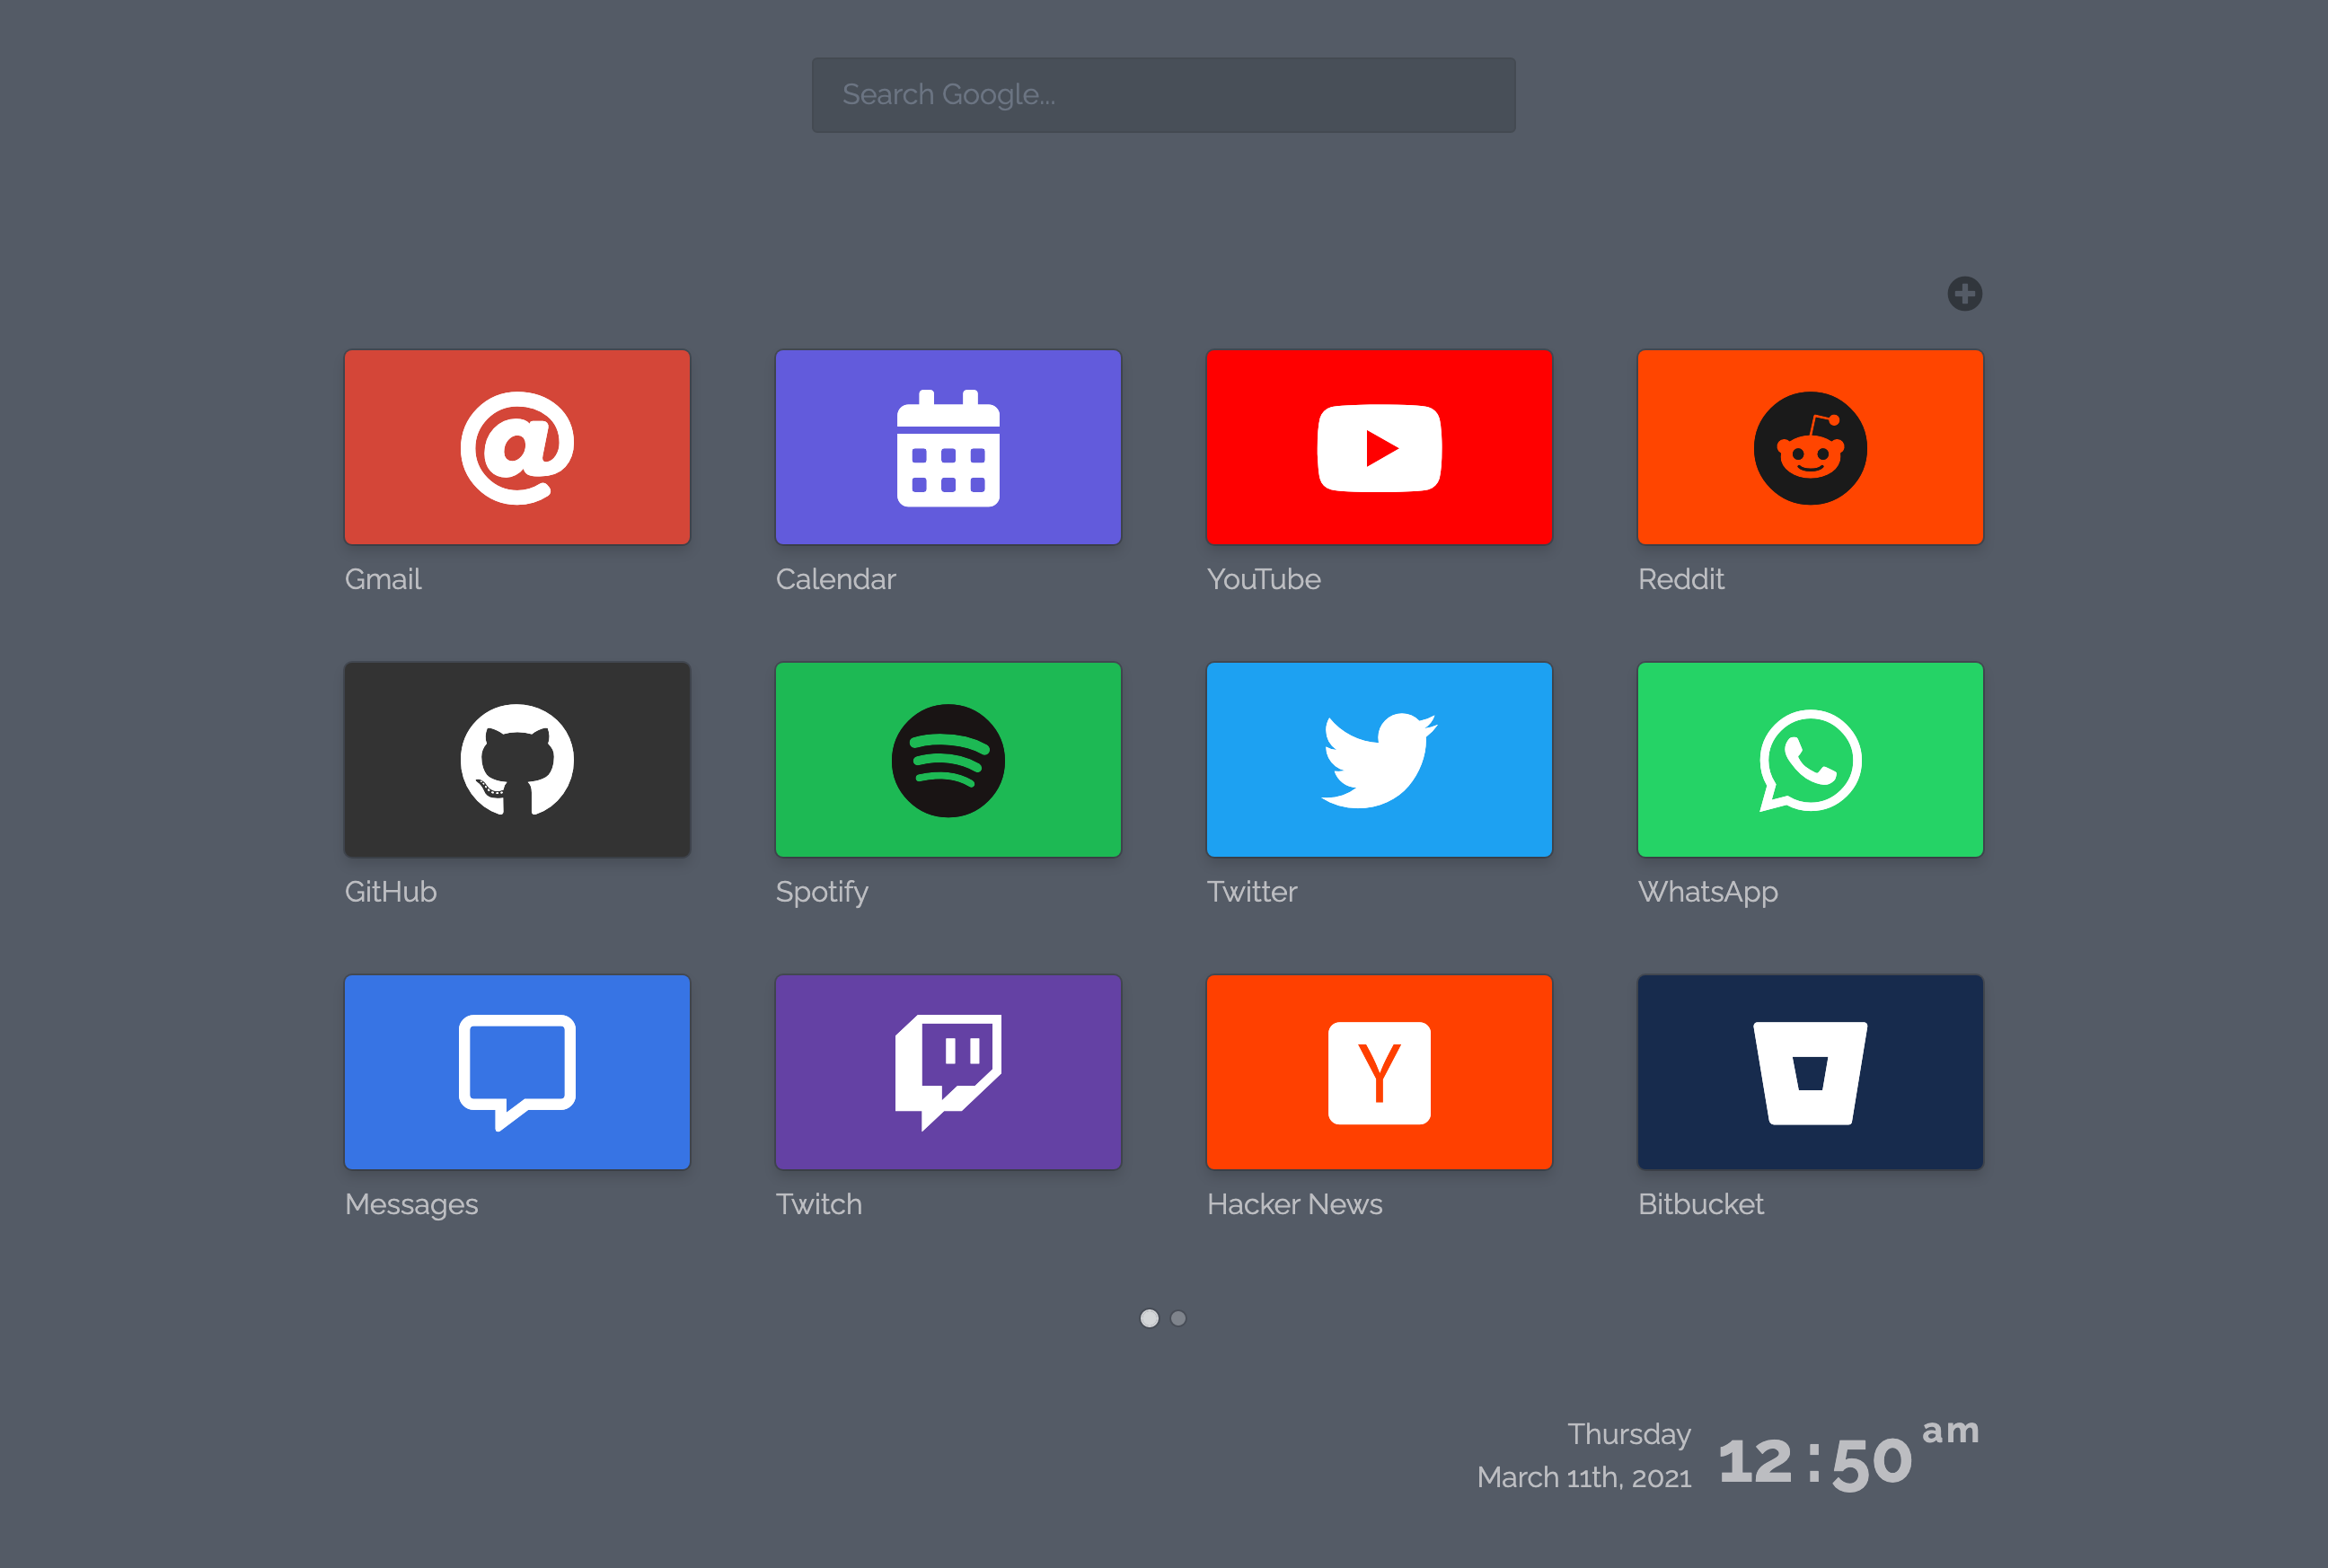 Search Google...
Gmail
Calendar
YouTube
Reddit
GitHub
Spotify
Twitter
WhatsApp
Messages
Twitch
Hacker News
Bitbucket
Thursday
March 11th, 2021
12:50 am